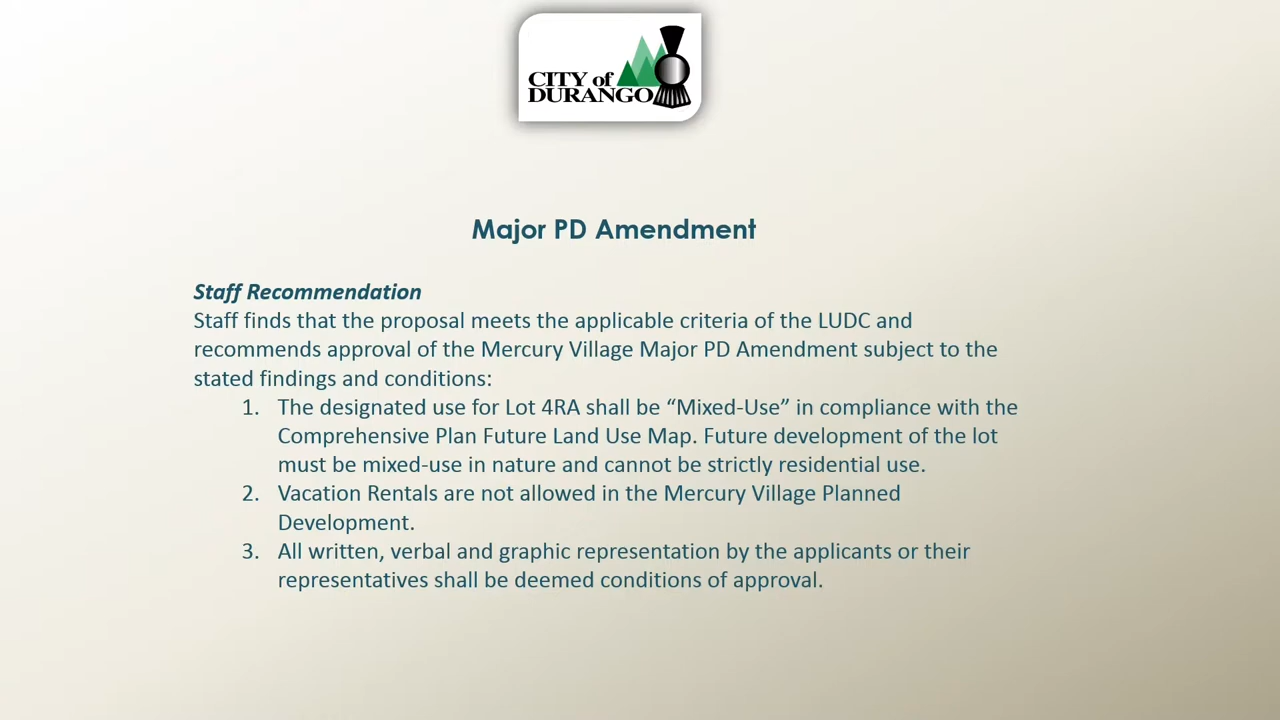 CITY of
DURANGO
Major PD Amendment
Staff Recommendation
Staff finds that the proposal meets the applicable criteria of the LUDC and
recommends approval of the Mercury Village Major PD Amendment subject to the
stated findings and conditions:
1. The designated use for Lot 4RA shall be “Mixed-Use” in compliance with the
Comprehensive Plan Future Land Use Map. Future development of the lot
must be mixed-use in nature and cannot be strictly residential use.
2. Vacation Rentals are not allowed in the Mercury Village Planned
Development.
3. All written, verbal and graphic representation by the applicants or their
representatives shall be deemed conditions of approval.